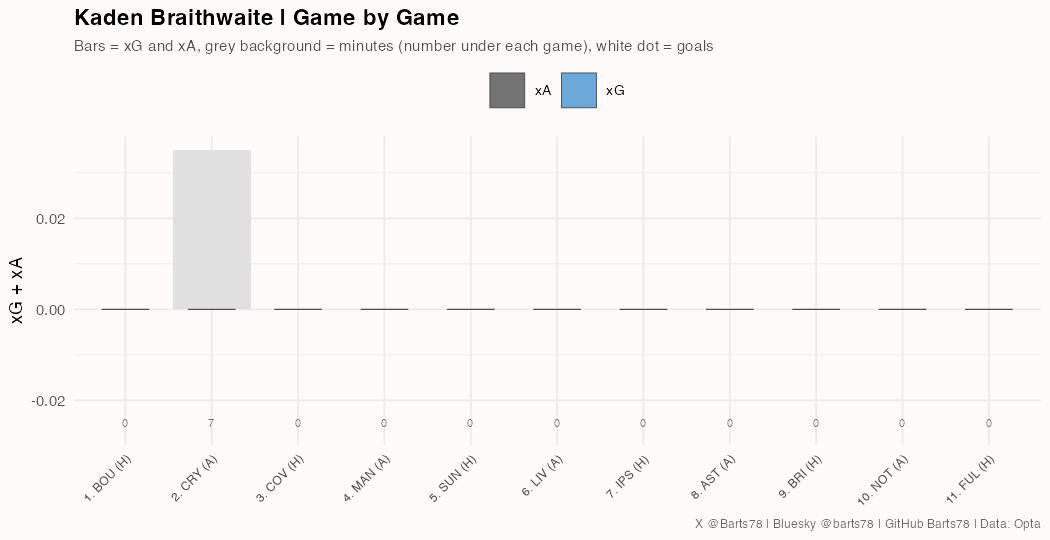 Kaden Braithwaite | Game by Game
Bars = xG and xA, grey background = minutes (number under each game), white dot = goals
xA xG
xG + xA
0.02
0.00
-0.02
0 7 0 0 0 0 0 0 0 0 0
1. BOU (H)
2. CRY (A)
3. COV (H)
4. MAN (A)
5. SUN (H)
6. LIV (A)
7. IPS (H)
8. AST (A)
9. BRI (H)
10. NOT (A)
11. FUL (H)
X @Barts78 | Bluesky @barts78 | GitHub Barts78 | Data: Opta